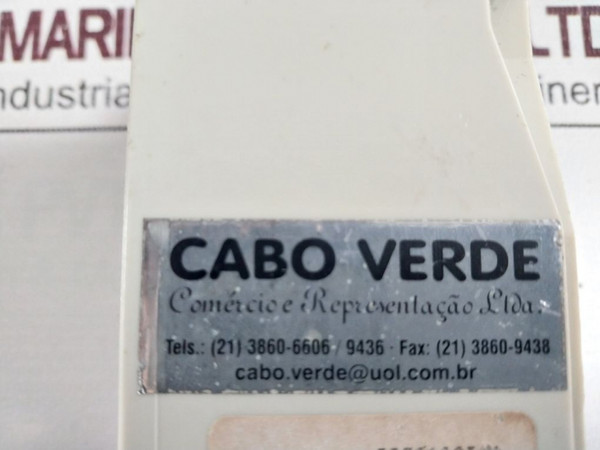 MARI LTD
ndustria iner
CABO VERDE
Comércio e Representação Ltda.
Tels.: (21) 3860-6606 / 9436 - Fax: (21) 3860-9438
cabo.verde@uol.com.br